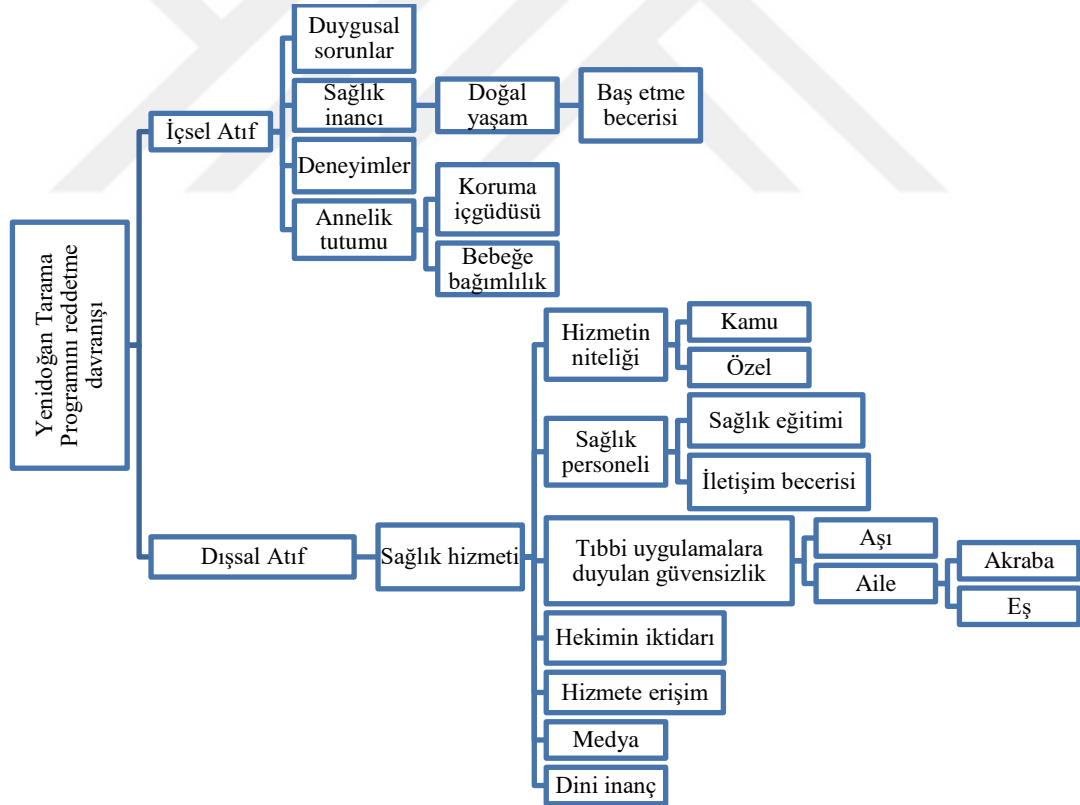 Yenidoğan Tarama
Programını reddetme
davranışı
İçsel Atıf
Duygusal
sorunlar
Sağlık
inancı
Doğal
yaşam
Baş etme
becerisi
Deneyimler
Annelik
tutumu
Koruma
içgüdüsü
Bebeğe
bağımlılık
Dışsal Atıf
Sağlık hizmeti
Hizmetin
niteliği
Kamu
Özel
Sağlık
personeli
Sağlık eğitimi
İletişim becerisi
Tıbbi uygulamalara
duyulan güvensizlik
Aşı
Aile
Akraba
Eş
Hekimin iktidarı
Hizmete erişim
Medya
Dini inanç